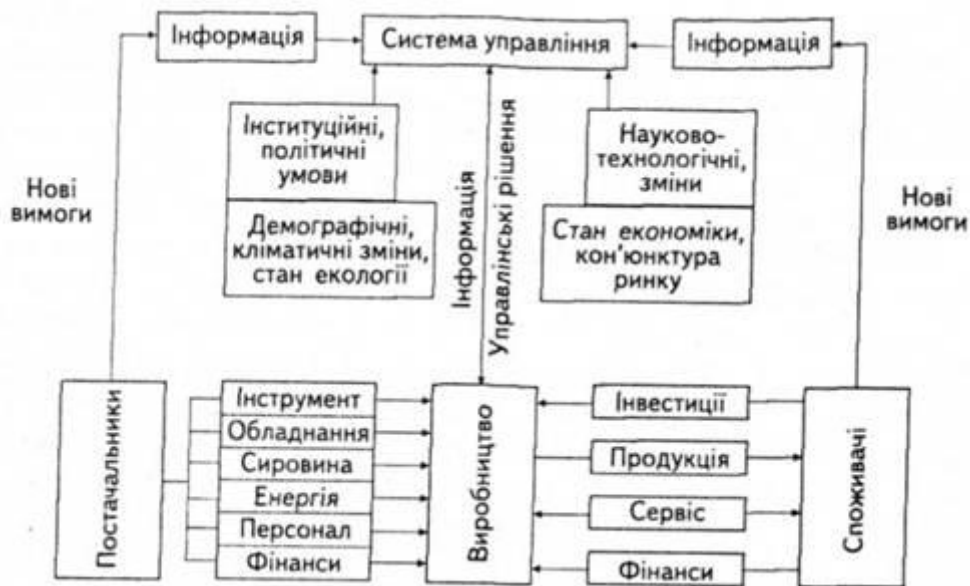 Інформація
Система управління
Інформація
Інституційні,
політичні
умови
Науково-
технологічні,
зміни
Нові
вимоги
Демографічні,
кліматичні зміни,
стан екології
Інформація
Управлінські рішення
Стан економіки,
кон'юнктура
ринку
Нові
вимоги
Постачальники
Інструмент
Обладнання
Сировина
Енергія
Персонал
Фінанси
Виробництво
Інвестиції
Продукція
Сервіс
Фінанси
Споживачі